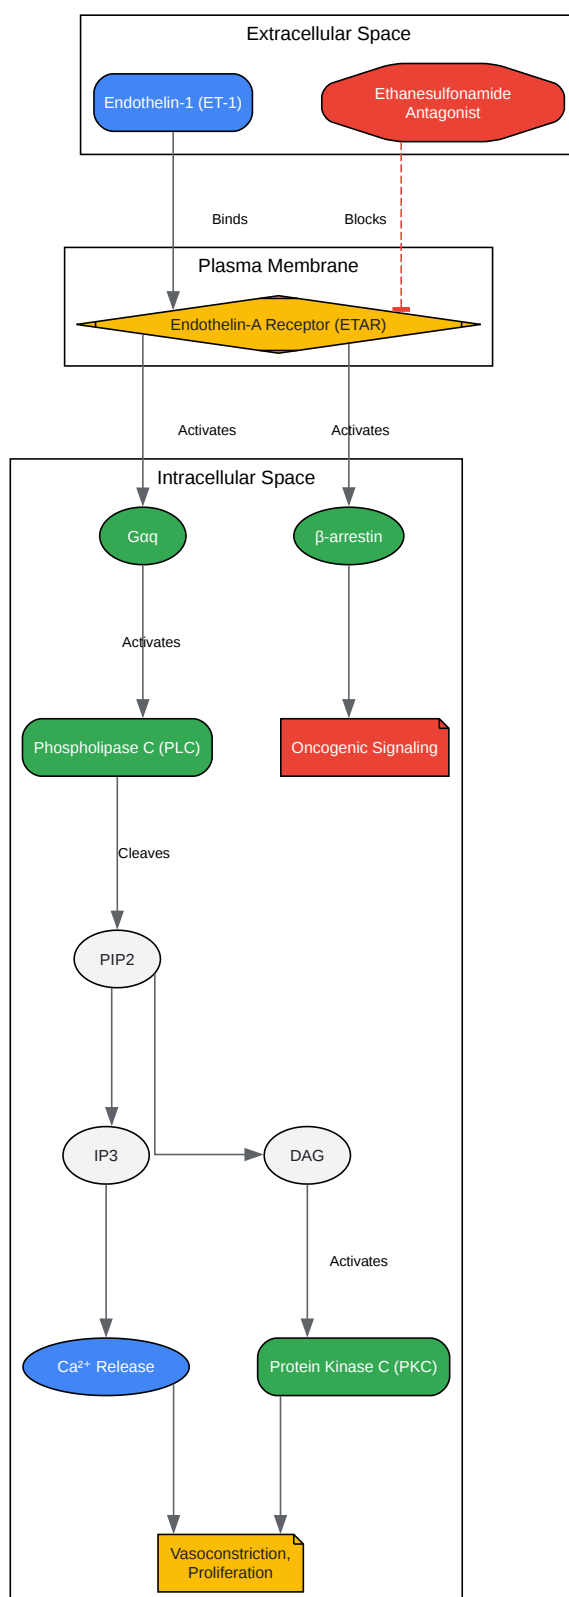 Extracellular Space
Endothelin-1 (ET-1)
Ethanesulfonamide
Antagonist
Binds
Blocks
Plasma Membrane
Endothelin-A Receptor (ETAR)
Activates
Activates
Intracellular Space
Gαq
β-arrestin
Activates
Phospholipase C (PLC)
Oncogenic Signaling
Cleaves
PIP2
IP3
DAG
Activates
Ca²⁺ Release
Protein Kinase C (PKC)
Vasoconstriction,
Proliferation